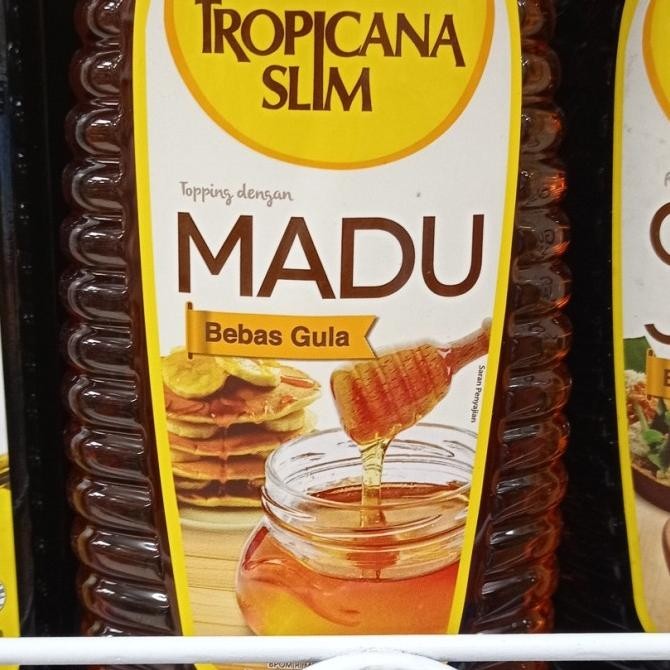 TROPICANA
SLIM
Topping dengan
MADU
Bebas Gula
Saran Penyajian